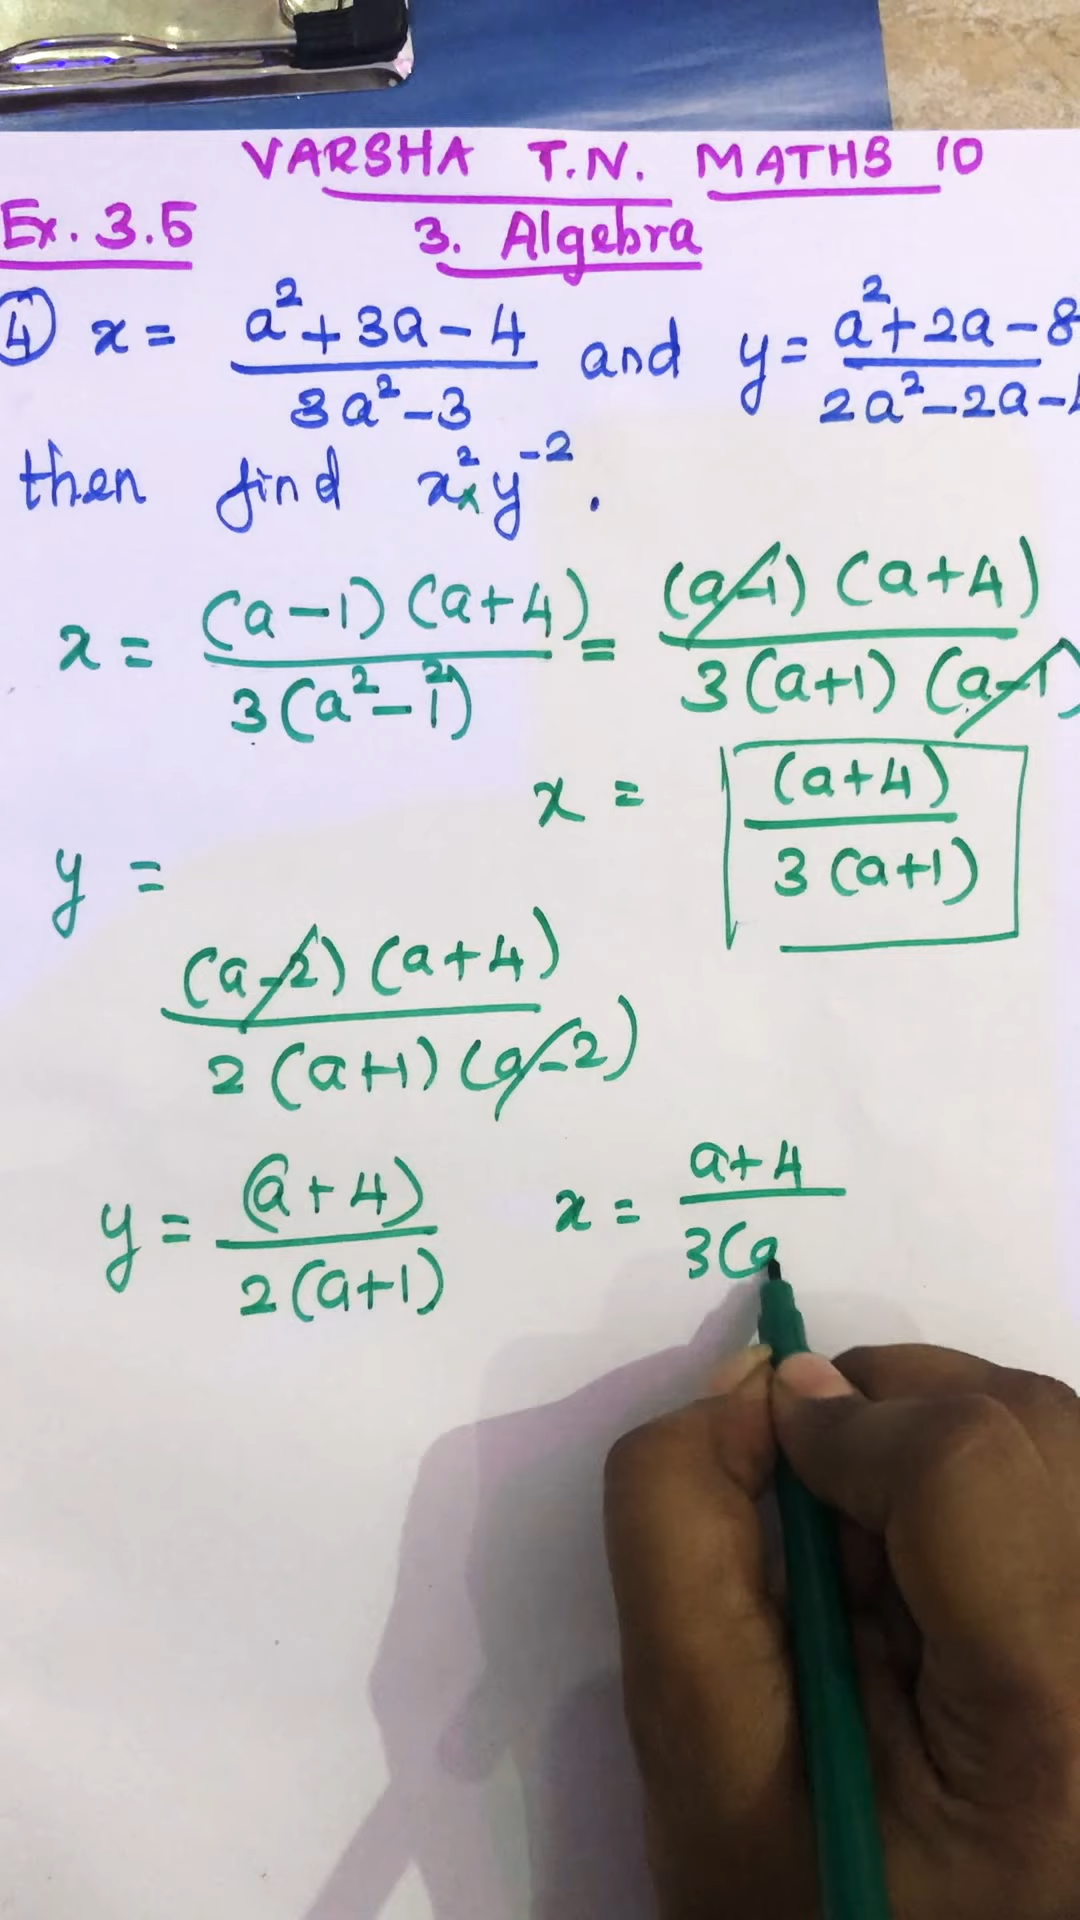 VARSHA T.N. MATHS 10
Ex. 3.5 3. Algebra
④ x = a²+3a-4 / 3a²-3 and y = a²+2a-8 / 2a²-2a-4
then find x²×y⁻².
x = (a-1)(a+4) / 3(a²-1²) = (a-1)(a+4) / 3(a+1)(a-1)
x = (a+4) / 3(a+1)
y =
(a-2)(a+4) / 2(a+1)(a-2)
y = (a+4) / 2(a+1) x = a+4 / 3(a